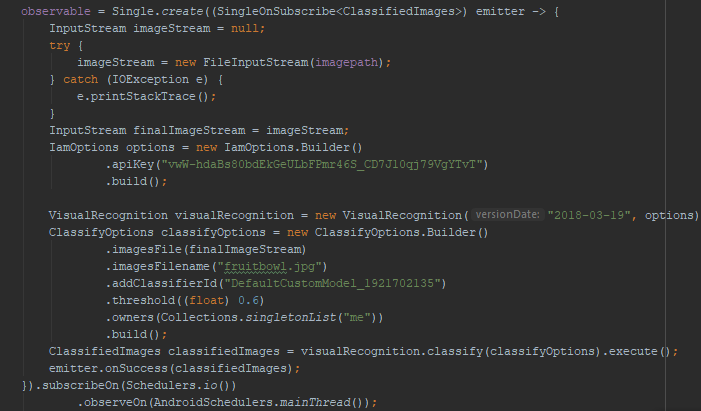 observable = Single.create((SingleOnSubscribe<ClassifiedImages>) emitter -> {
InputStream imageStream = null;
try {
imageStream = new FileInputStream(imagepath);
} catch (IOException e) {
e.printStackTrace();
}
InputStream finalImageStream = imageStream;
IamOptions options = new IamOptions.Builder()
.apiKey("vwW-hdaBs80bdEkGeULbFPmr46S_CD7J10qj79VgYTvT")
.build();
VisualRecognition visualRecognition = new VisualRecognition( versionDate: "2018-03-19", options)
ClassifyOptions classifyOptions = new ClassifyOptions.Builder()
.imagesFile(finalImageStream)
.imagesFilename("fruitbowl.jpg")
.addClassifierId("DefaultCustomModel_1921702135")
.threshold((float) 0.6)
.owners(Collections.singletonList("me"))
.build();
ClassifiedImages classifiedImages = visualRecognition.classify(classifyOptions).execute();
emitter.onSuccess(classifiedImages);
}).subscribeOn(Schedulers.io())
.observeOn(AndroidSchedulers.mainThread());